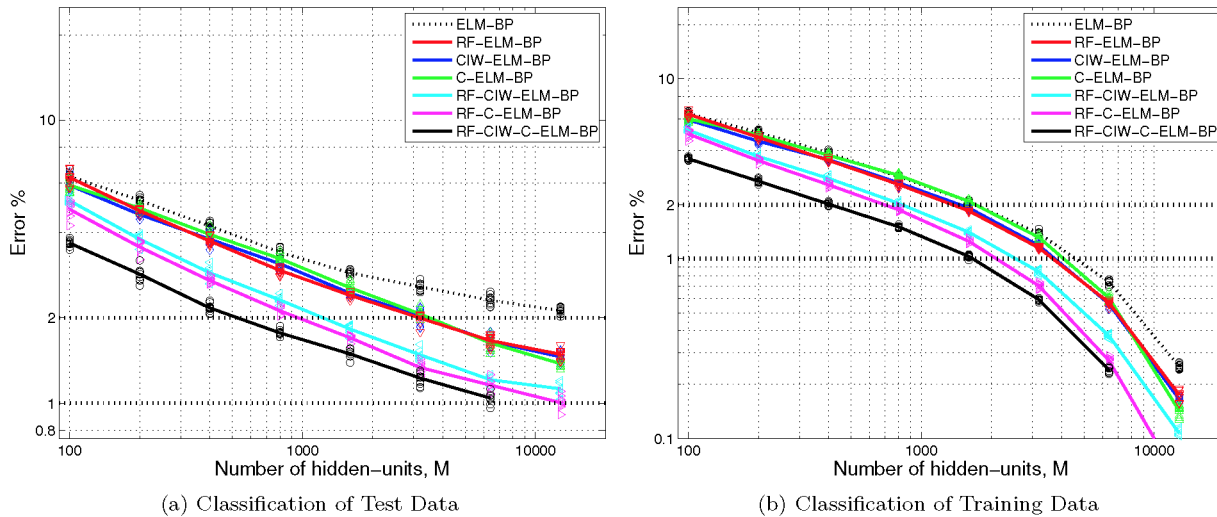 ELM−BP
RF−ELM−BP
CIW−ELM−BP
C−ELM−BP
RF−CIW−ELM−BP
RF−C−ELM−BP
RF−CIW−C−ELM−BP
10
2
1
0.8
Error %
100
1000
10000
Number of hidden−units, M
(a) Classification of Test Data
ELM−BP
RF−ELM−BP
CIW−ELM−BP
C−ELM−BP
RF−CIW−ELM−BP
RF−C−ELM−BP
RF−CIW−C−ELM−BP
10
2
1
0.1
Error %
100
1000
10000
Number of hidden−units, M
(b) Classification of Training Data